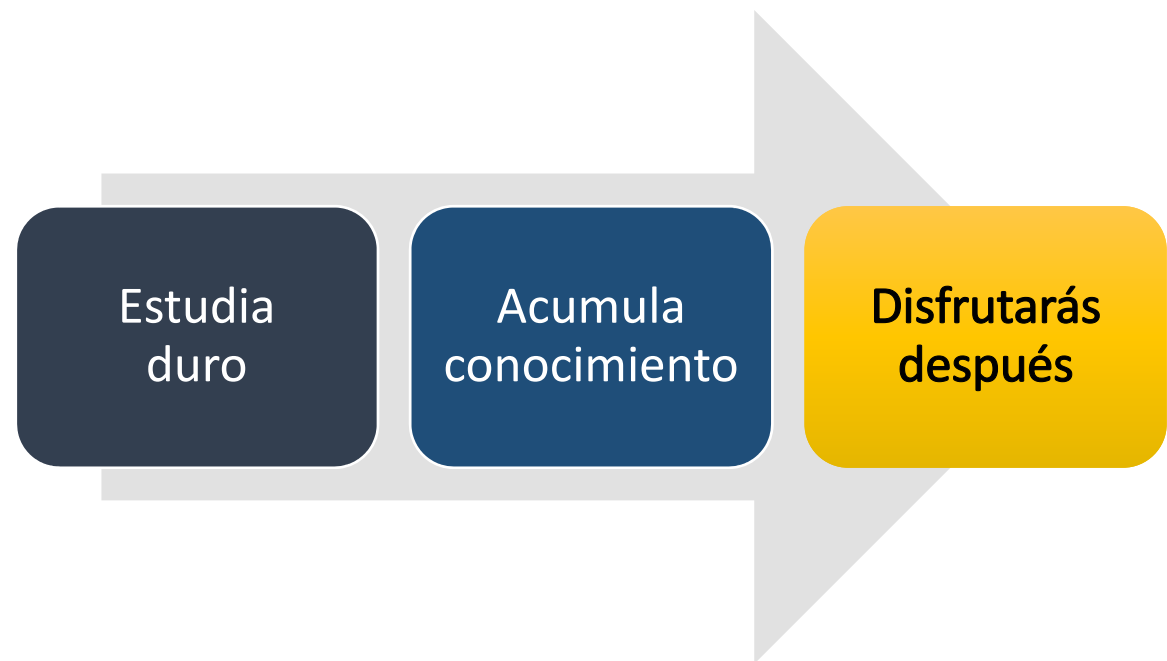 Estudia
duro
Acumula
conocimiento
Disfrutarás
después